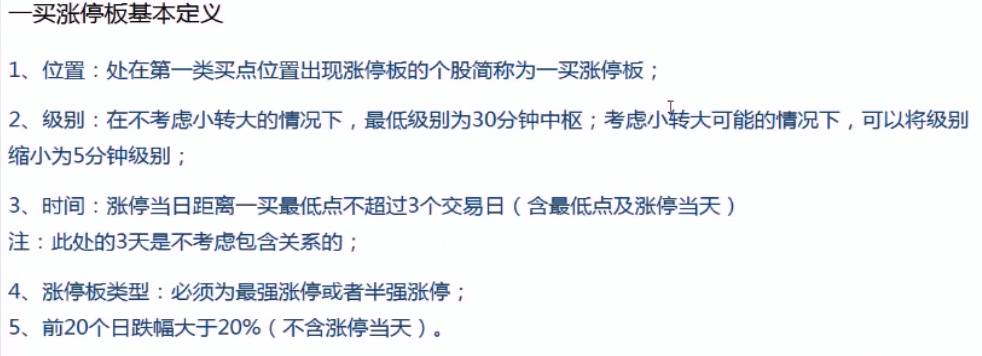 一买涨停板基本定义
1、位置：处在第一类买点位置出现涨停板的个股简称为一买涨停板；
2、级别：在不考虑小转大的情况下，最低级别为30分钟中枢；考虑小转大可能的情况下，可以将级别
缩小为5分钟级别；
3、时间：涨停当日距离一买最低点不超过3个交易日（含最低点及涨停当天）
注：此处的3天是不考虑包含关系的；
4、涨停板类型：必须为最强涨停或者半强涨停；
5、前20个日跌幅大于20%（不含涨停当天）。